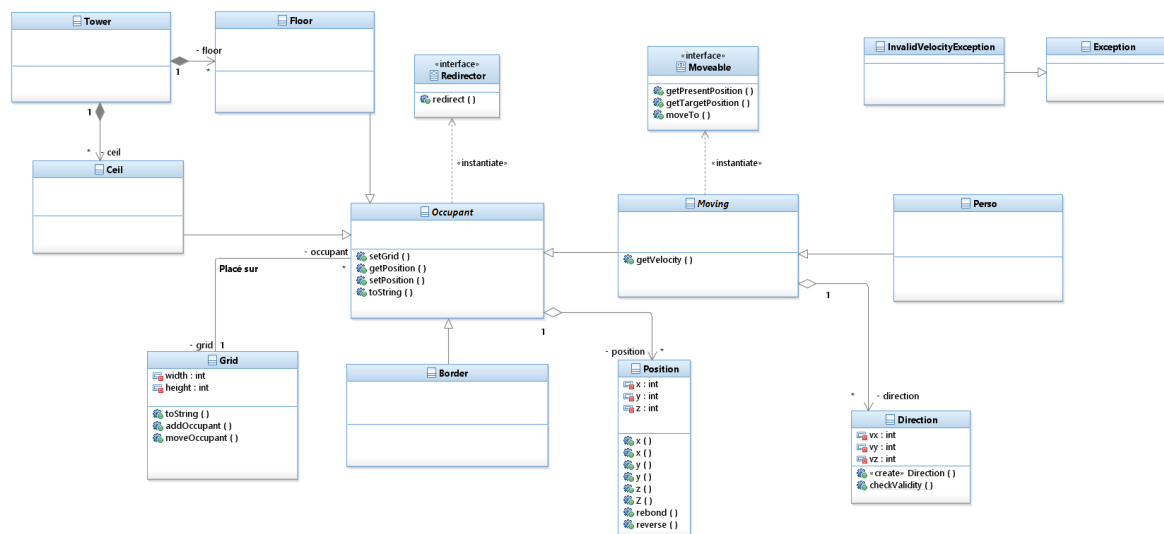 Tower
Floor
- floor
1
*
1
* - ceil
Ceil
«interface»
Redirector
redirect ( )
«instantiate»
«interface»
Moveable
getPresentPosition ( )
getTargetPosition ( )
moveTo ( )
«instantiate»
InvalidVelocityException
Exception
Occupant
setGrid ( )
getPosition ( )
setPosition ( )
toString ( )
Moving
getVelocity ( )
Perso
- occupant
Placé sur
*
- grid
1
Grid
width : int
height : int
toString ( )
addOccupant ( )
moveOccupant ( )
Border
1
- position
*
Position
x : int
y : int
z : int
x ( )
x ( )
y ( )
y ( )
z ( )
Z ( )
rebond ( )
reverse ( )
1
*
- direction
Direction
vx : int
vy : int
vz : int
«create» Direction ( )
checkValidity ( )